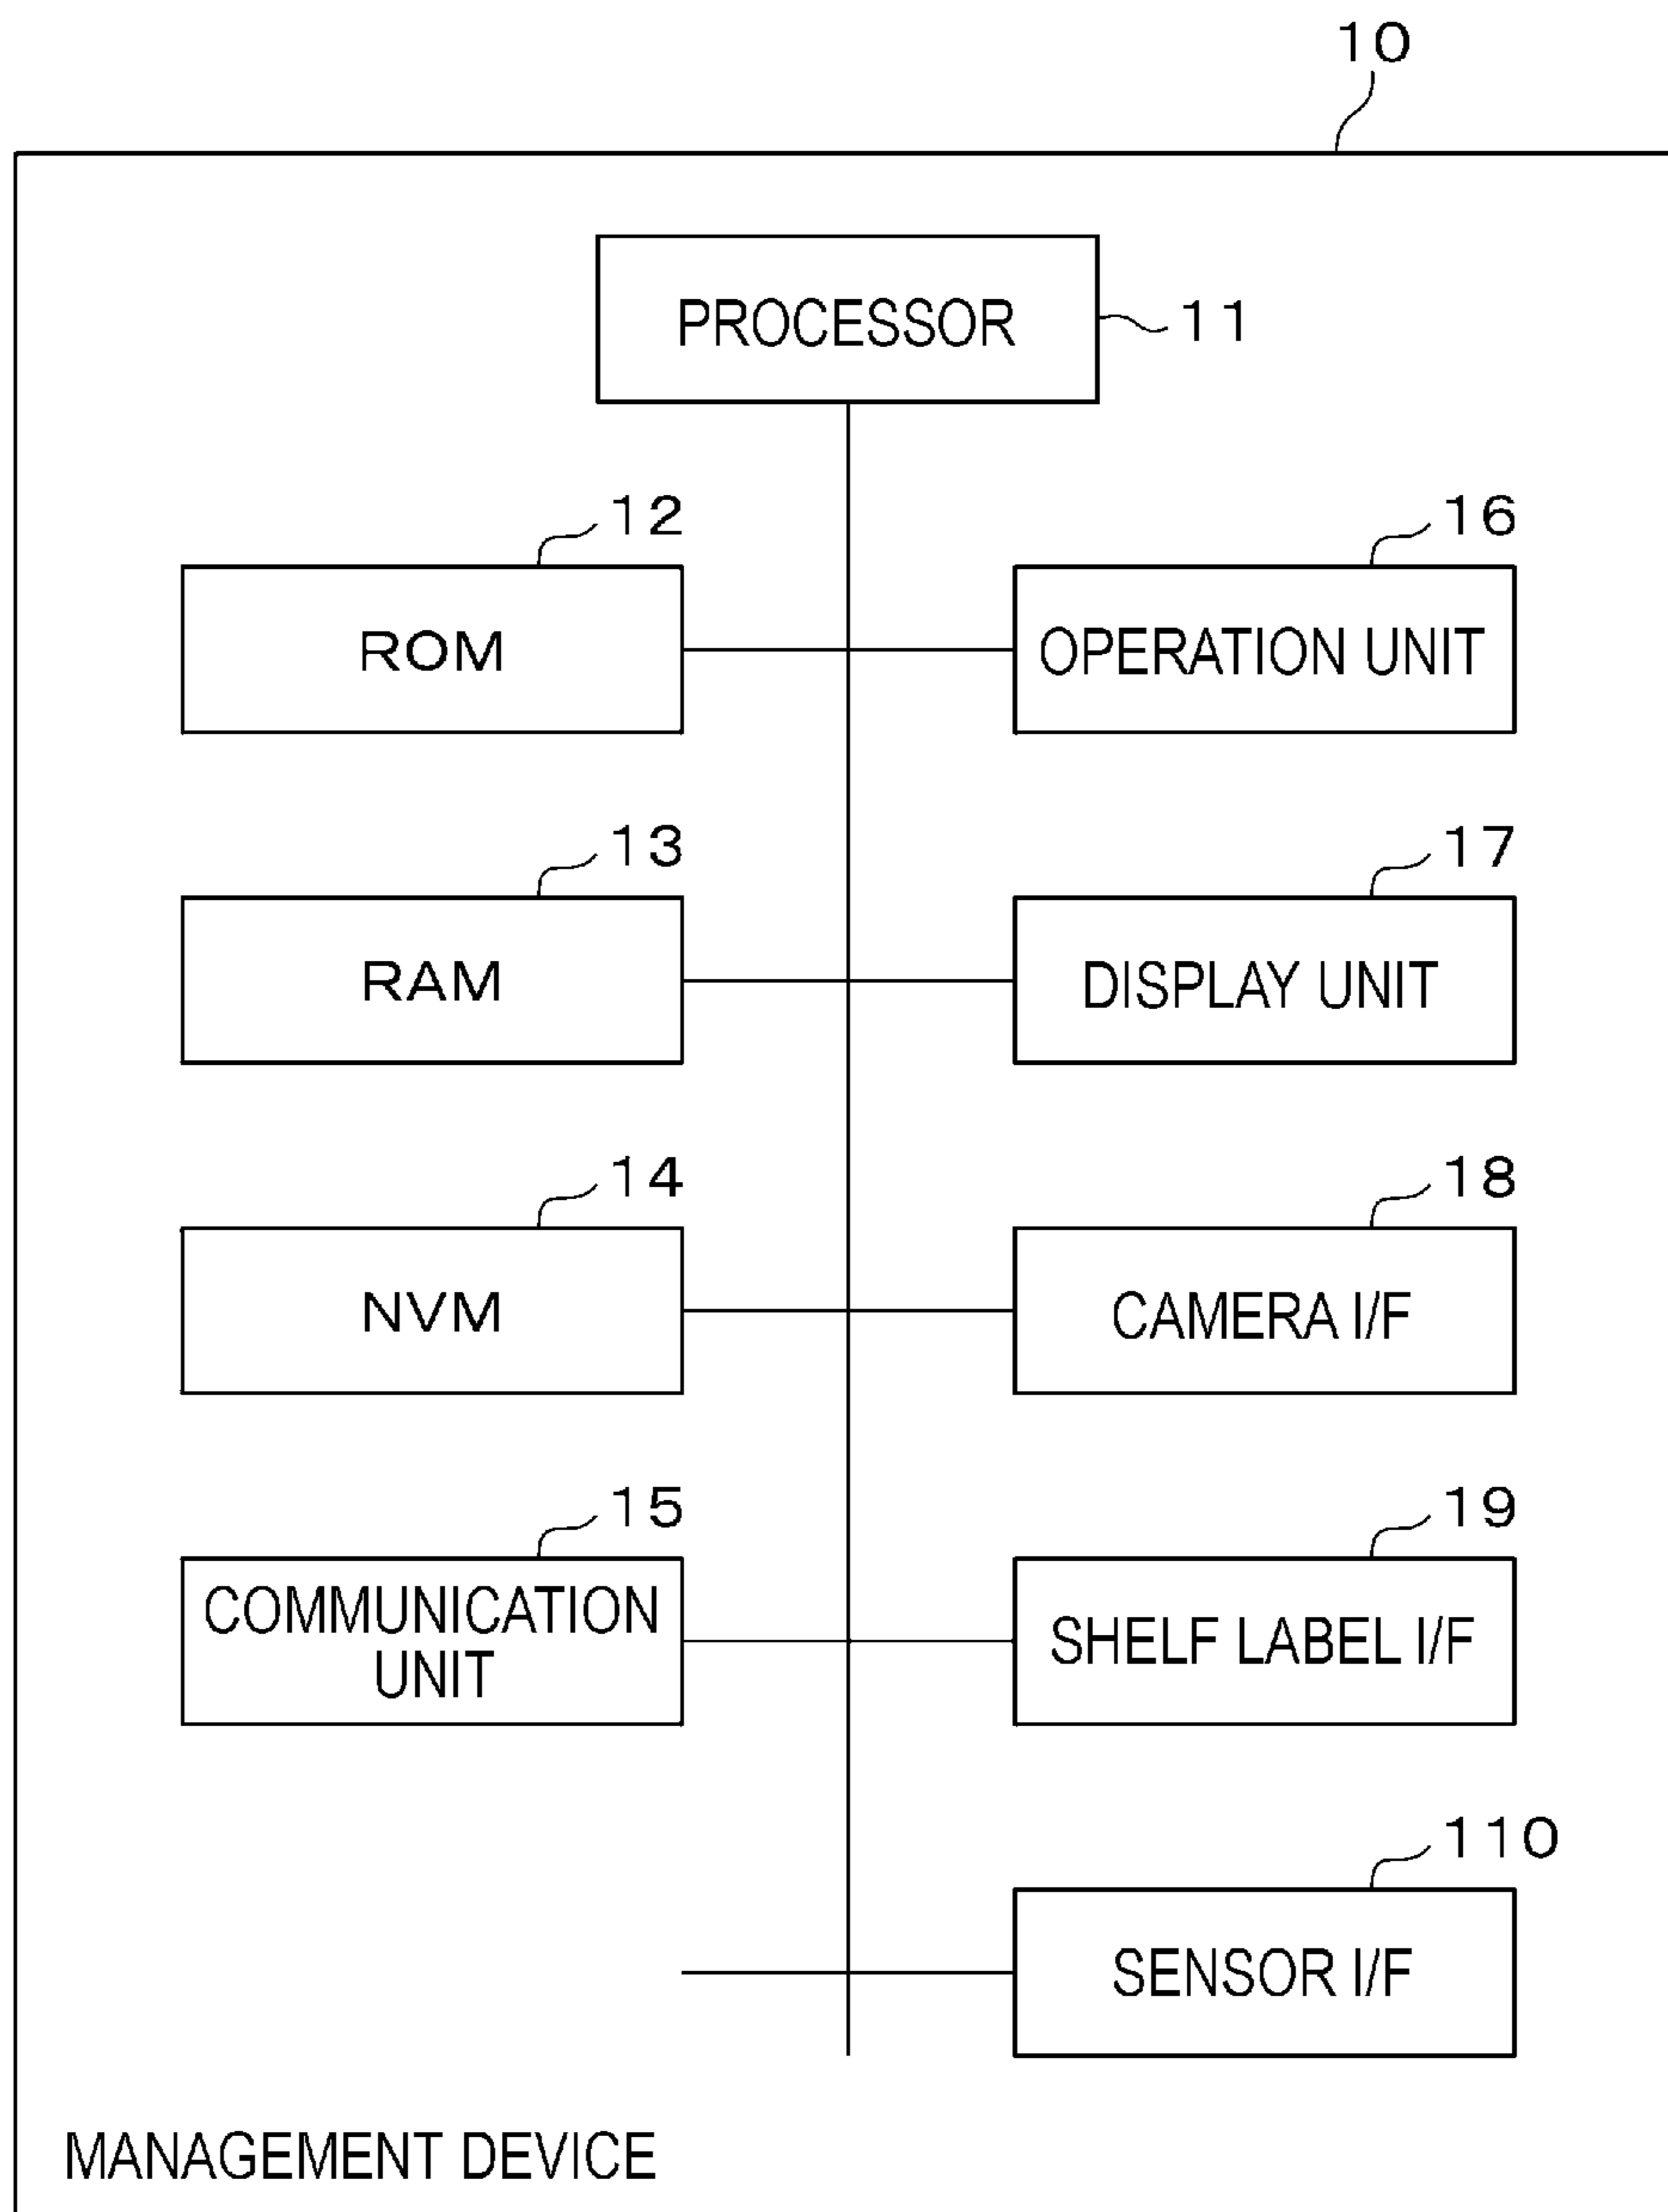 10
PROCESSOR
11
12
16
ROM
OPERATION UNIT
13
17
RAM
DISPLAY UNIT
14
18
NVM
CAMERA I/F
15
19
COMMUNICATION
UNIT
SHELF LABEL I/F
110
SENSOR I/F
MANAGEMENT DEVICE